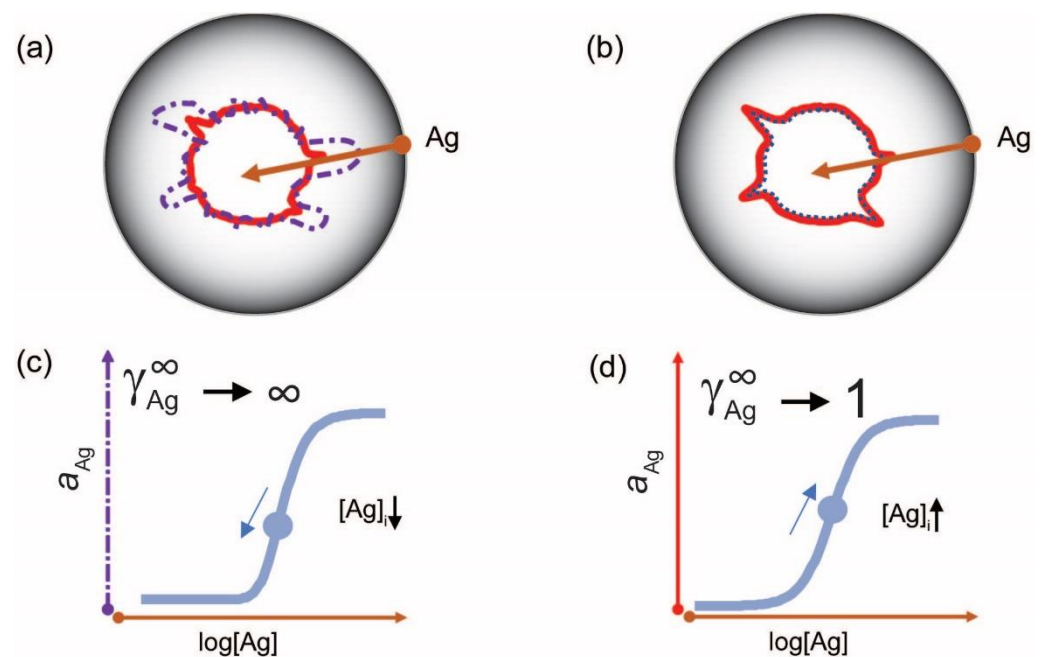 (a)
Ag
(b)
Ag
(c)
γ∞Ag → ∞
aAg
[Ag]i↓
log[Ag]
(d)
γ∞Ag → 1
aAg
[Ag]i↑
log[Ag]